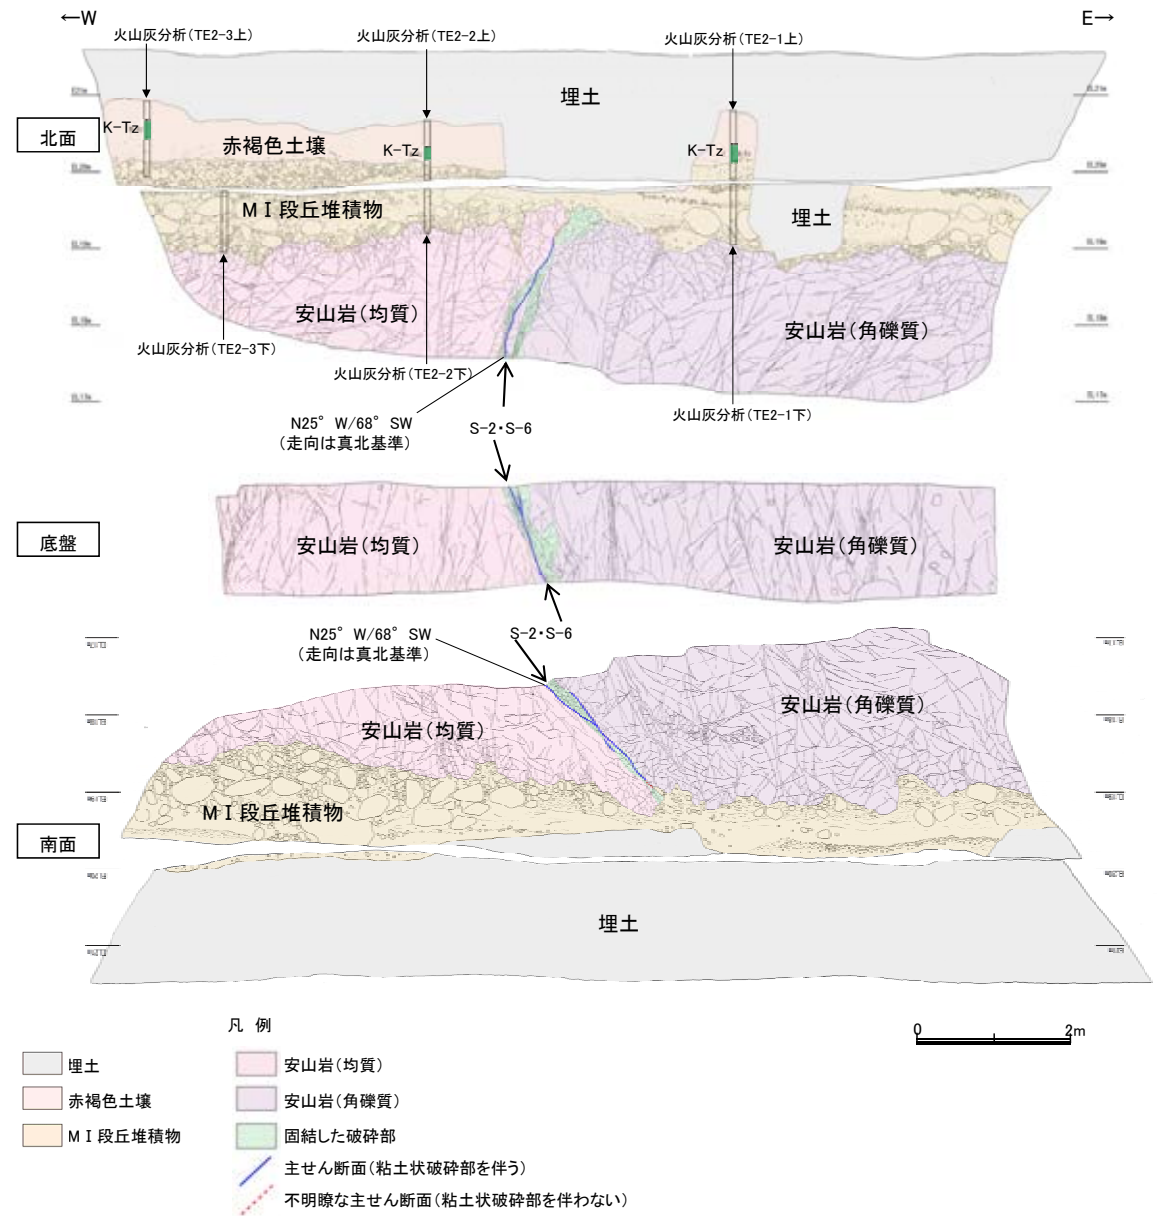 ←W
E→
火山灰分析(TE2-3上)
火山灰分析(TE2-2上)
火山灰分析(TE2-1上)
埋土
北面
K-Tz
赤褐色土壌
K-Tz
K-Tz
MⅠ段丘堆積物
埋土
安山岩(均質)
安山岩(角礫質)
火山灰分析(TE2-3下)
火山灰分析(TE2-2下)
火山灰分析(TE2-1下)
N25°W/68°SW
(走向は真北基準)
S-2・S-6
底盤
安山岩(均質)
安山岩(角礫質)
N25°W/68°SW
(走向は真北基準)
S-2・S-6
安山岩(角礫質)
安山岩(均質)
MⅠ段丘堆積物
南面
埋土
凡 例
0 2m
埋土
赤褐色土壌
MⅠ段丘堆積物
安山岩(均質)
安山岩(角礫質)
固結した破砕部
主せん断面(粘土状破砕部を伴う)
不明瞭な主せん断面(粘土状破砕部を伴わない)